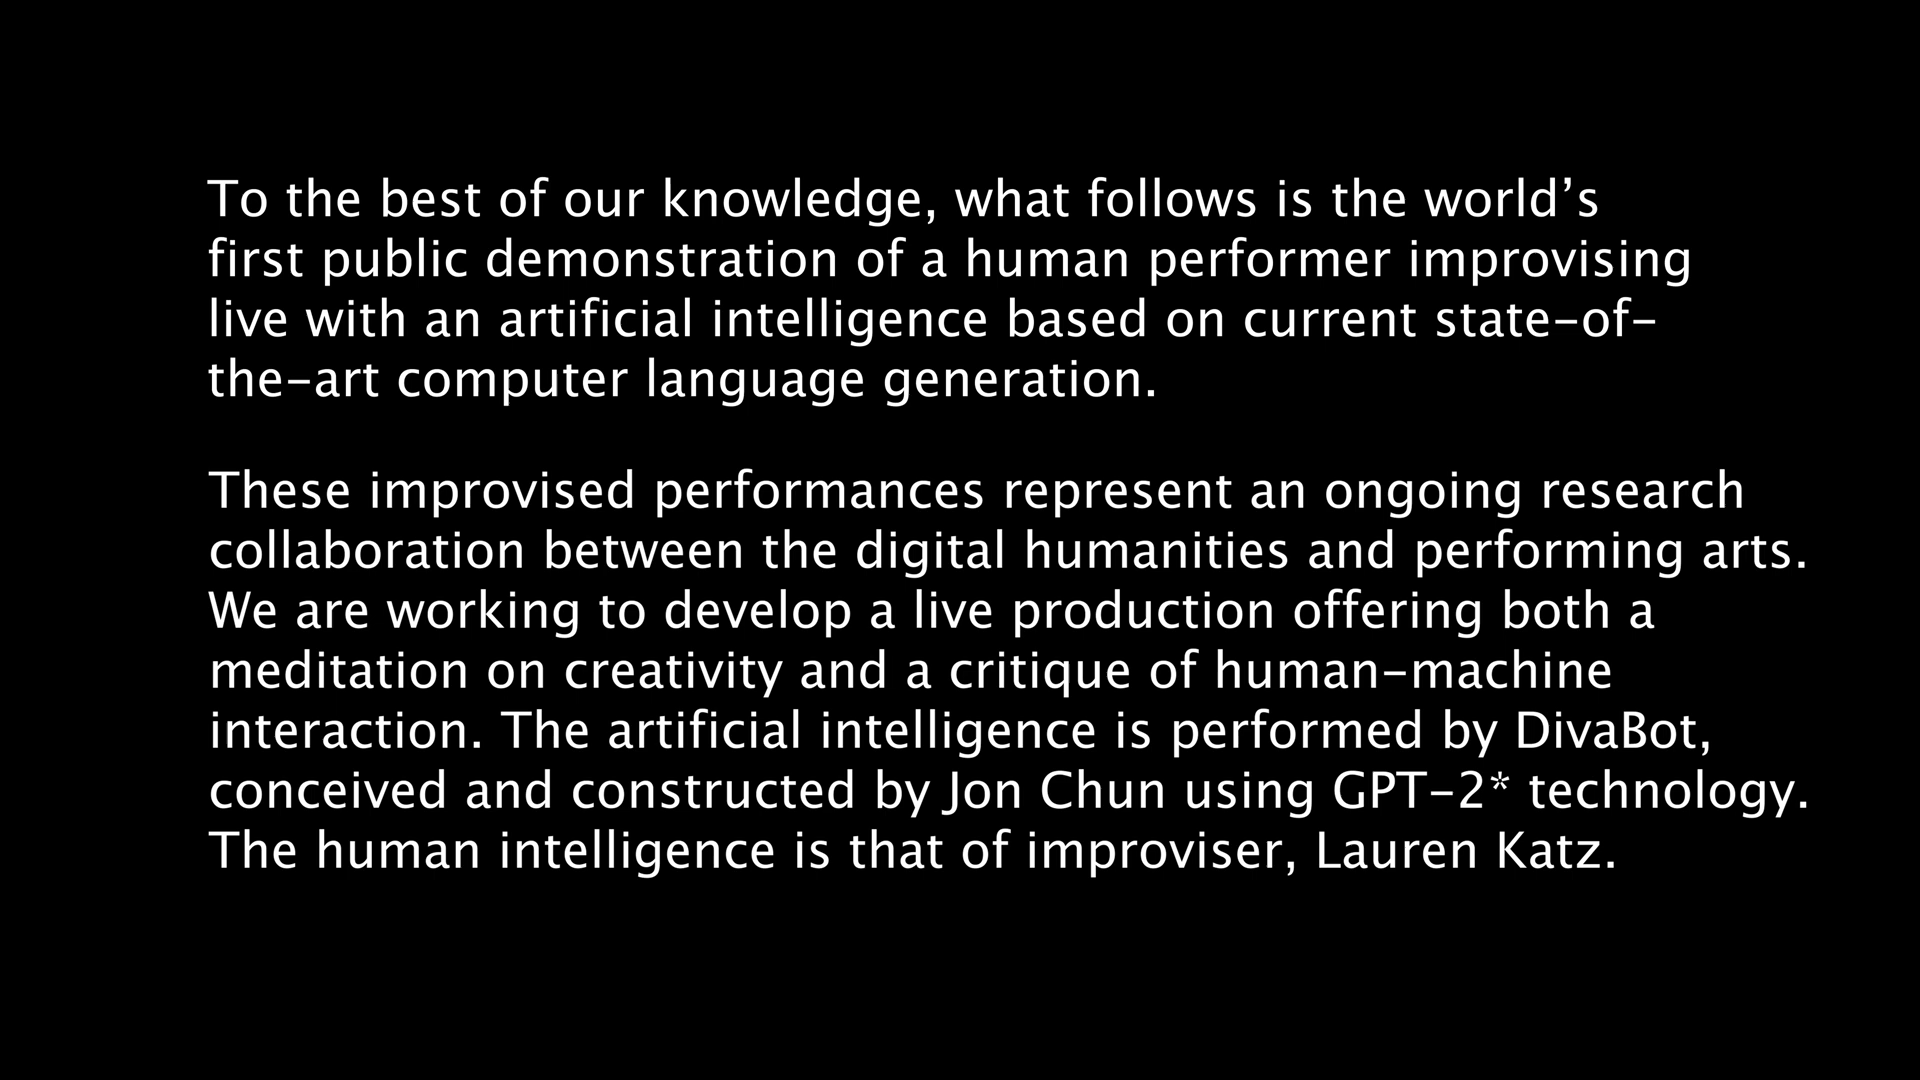 To the best of our knowledge, what follows is the world’s
first public demonstration of a human performer improvising
live with an artificial intelligence based on current state-of-
the-art computer language generation.
These improvised performances represent an ongoing research
collaboration between the digital humanities and performing arts.
We are working to develop a live production offering both a
meditation on creativity and a critique of human-machine
interaction. The artificial intelligence is performed by DivaBot,
conceived and constructed by Jon Chun using GPT-2* technology.
The human intelligence is that of improviser, Lauren Katz.